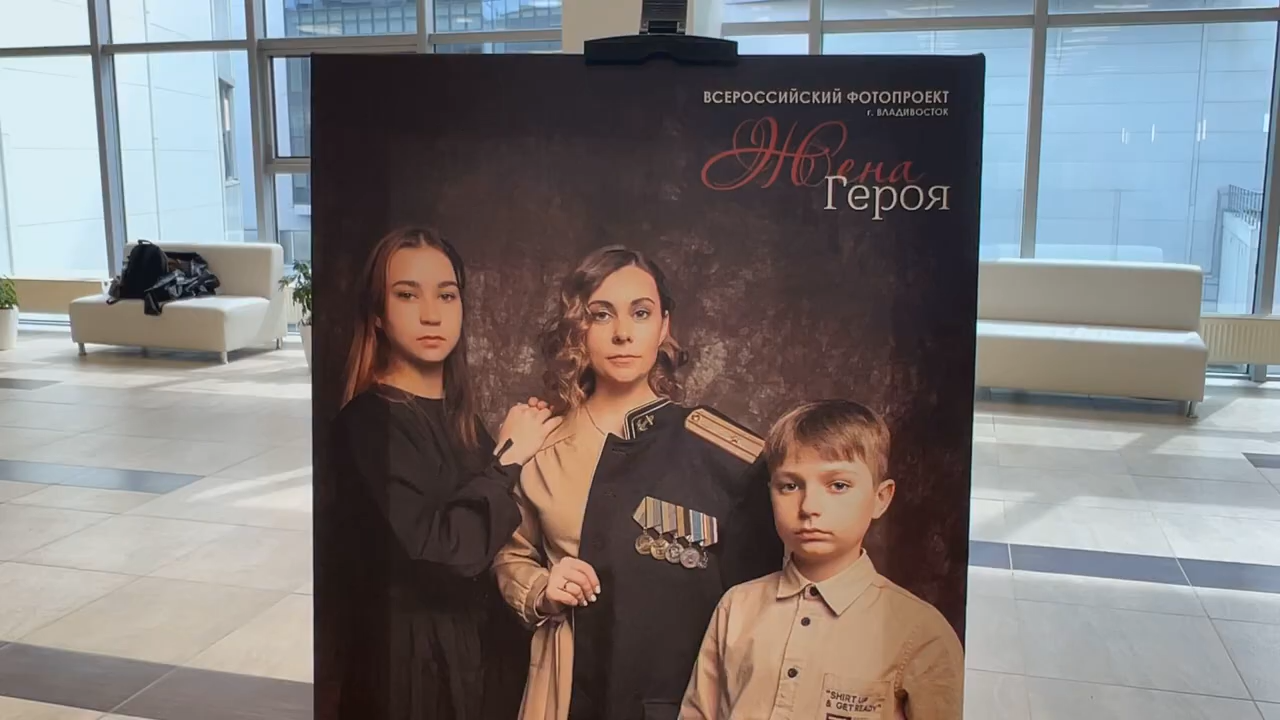 ВСЕРОССИЙСКИЙ ФОТОПРОЕКТ
г. ВЛАДИВОСТОК
Жена
Героя
"SHIRT UP
& GET READY"